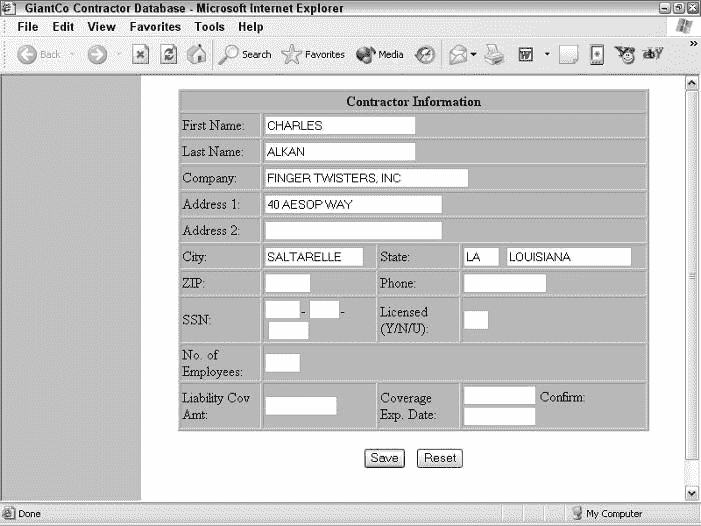 GiantCo Contractor Database - Microsoft Internet Explorer
File Edit View Favorites Tools Help
Back Search Favorites Media
Contractor Information
First Name: CHARLES
Last Name: ALKAN
Company: FINGER TWISTERS, INC
Address 1: 40 AESOP WAY
Address 2:
City: SALTARELLE State: LA LOUISIANA
ZIP: Phone:
SSN: - - Licensed
(Y/N/U):
No. of
Employees:
Liability Cov
Amt:
Coverage
Exp. Date:
Confirm:
Save Reset
Done My Computer